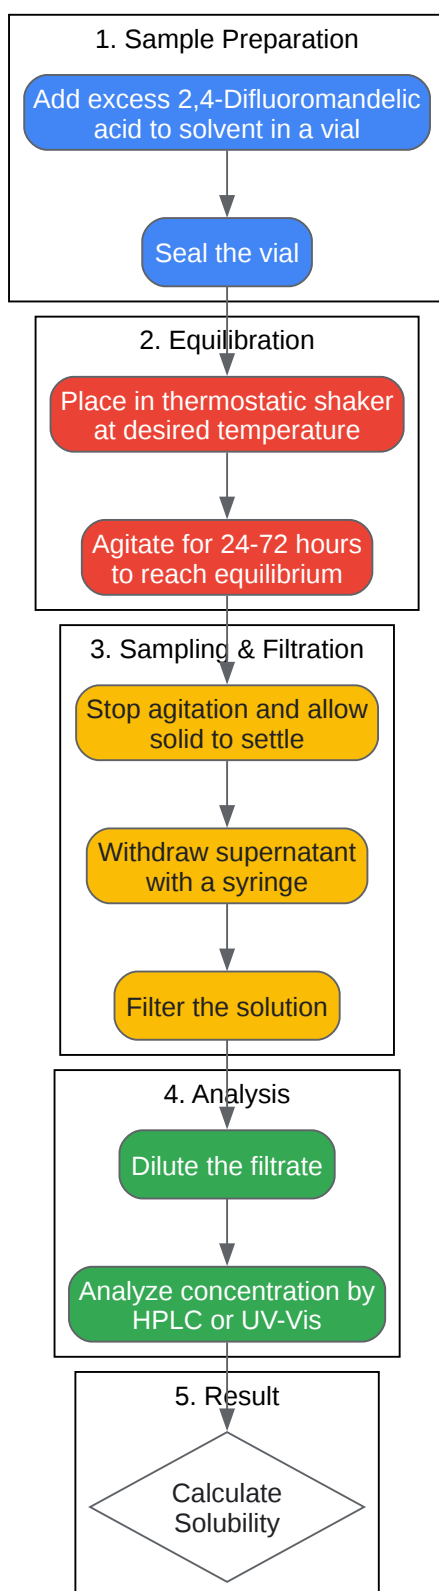 1. Sample Preparation
Add excess 2,4-Difluoromandelic
acid to solvent in a vial
Seal the vial
2. Equilibration
Place in thermostatic shaker
at desired temperature
Agitate for 24-72 hours
to reach equilibrium
3. Sampling & Filtration
Stop agitation and allow
solid to settle
Withdraw supernatant
with a syringe
Filter the solution
4. Analysis
Dilute the filtrate
Analyze concentration by
HPLC or UV-Vis
5. Result
Calculate
Solubility